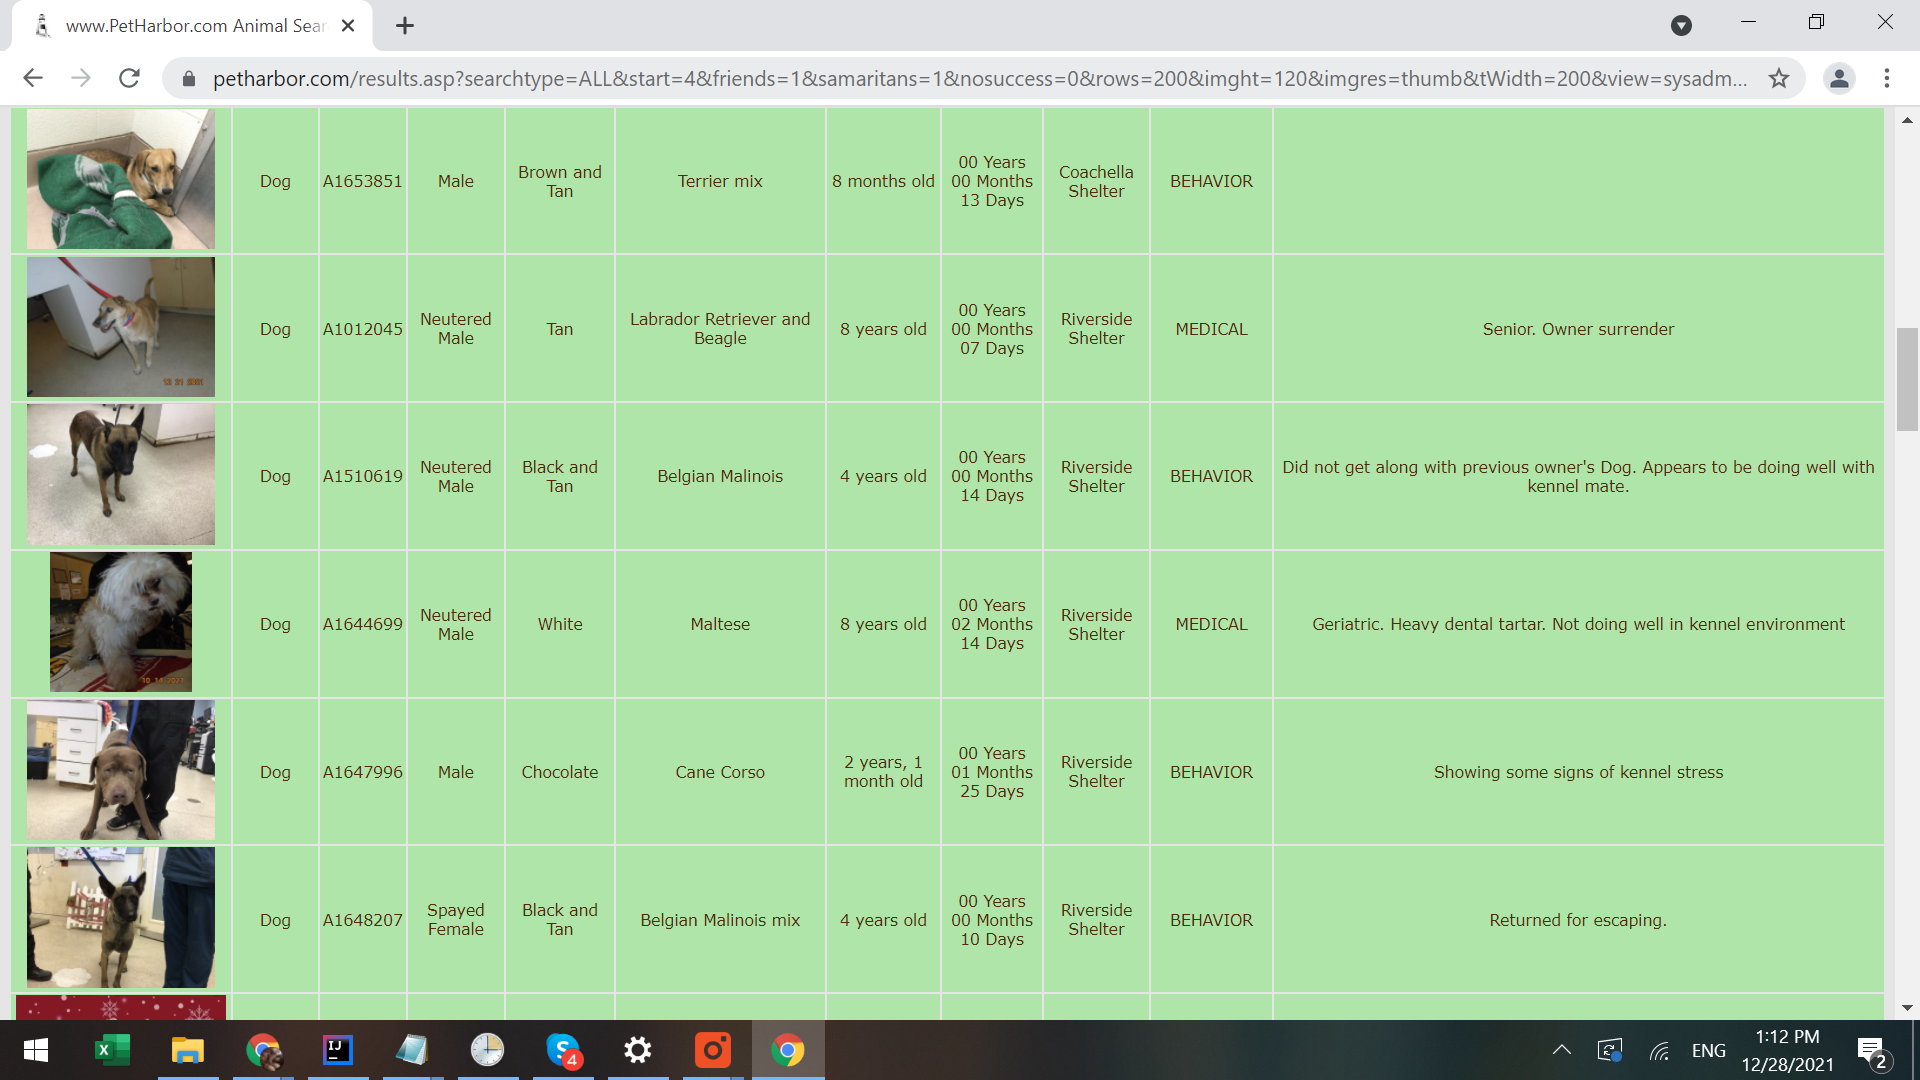 www.PetHarbor.com Animal Sear
petharbor.com/results.asp?searchtype=ALL&start=4&friends=1&samaritans=1&nosuccess=0&rows=200&imght=120&imgres=thumb&tWidth=200&view=sysadm...
Dog
A1653851
Male
Brown and
Tan
Terrier mix
8 months old
00 Years
00 Months
13 Days
Coachella
Shelter
BEHAVIOR
Dog
A1012045
Neutered
Male
Tan
Labrador Retriever and
Beagle
8 years old
00 Years
00 Months
07 Days
Riverside
Shelter
MEDICAL
Senior. Owner surrender
Dog
A1510619
Neutered
Male
Black and
Tan
Belgian Malinois
4 years old
00 Years
00 Months
14 Days
Riverside
Shelter
BEHAVIOR
Did not get along with previous owner's Dog. Appears to be doing well with
kennel mate.
10 14 2021
Dog
A1644699
Neutered
Male
White
Maltese
8 years old
00 Years
02 Months
14 Days
Riverside
Shelter
MEDICAL
Geriatric. Heavy dental tartar. Not doing well in kennel environment
Dog
A1647996
Male
Chocolate
Cane Corso
2 years, 1
month old
00 Years
01 Months
25 Days
Riverside
Shelter
BEHAVIOR
Showing some signs of kennel stress
Dog
A1648207
Spayed
Female
Black and
Tan
Belgian Malinois mix
4 years old
00 Years
00 Months
10 Days
Riverside
Shelter
BEHAVIOR
Returned for escaping.
X
IJ
S
4
ENG
1:12 PM
12/28/2021
2